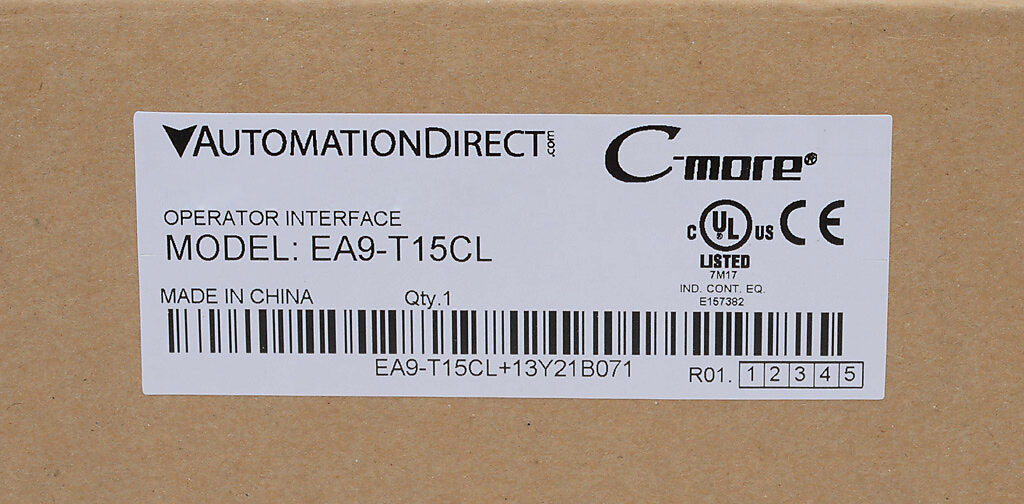 AUTOMATIONDIRECT.com
C-more®
OPERATOR INTERFACE
MODEL: EA9-T15CL
C UL® US CE
LISTED
7M17
IND. CONT. EQ.
E157382
MADE IN CHINA Qty.1
EA9-T15CL+13Y21B071
R01. 1 2 3 4 5